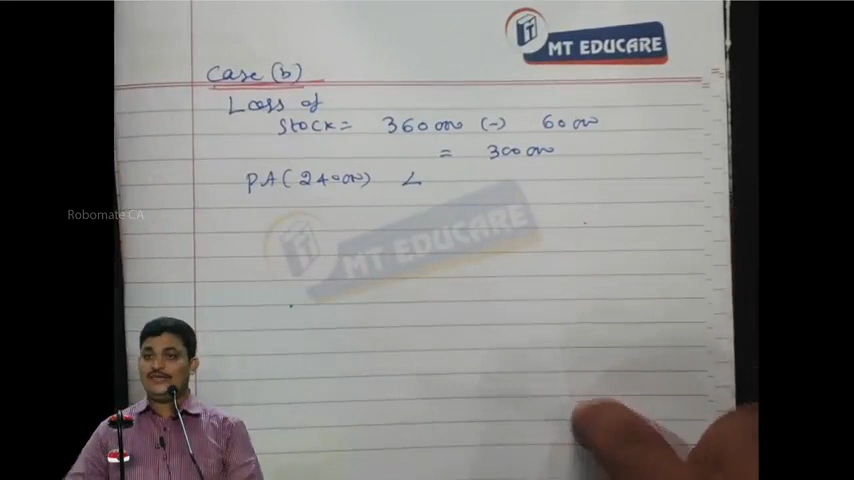 MT EDUCARE
Case (b)
Loss of
Stock = 360000 (-) 60000
= 300000
PA (240000) <
Robomate CA
MT EDUCARE